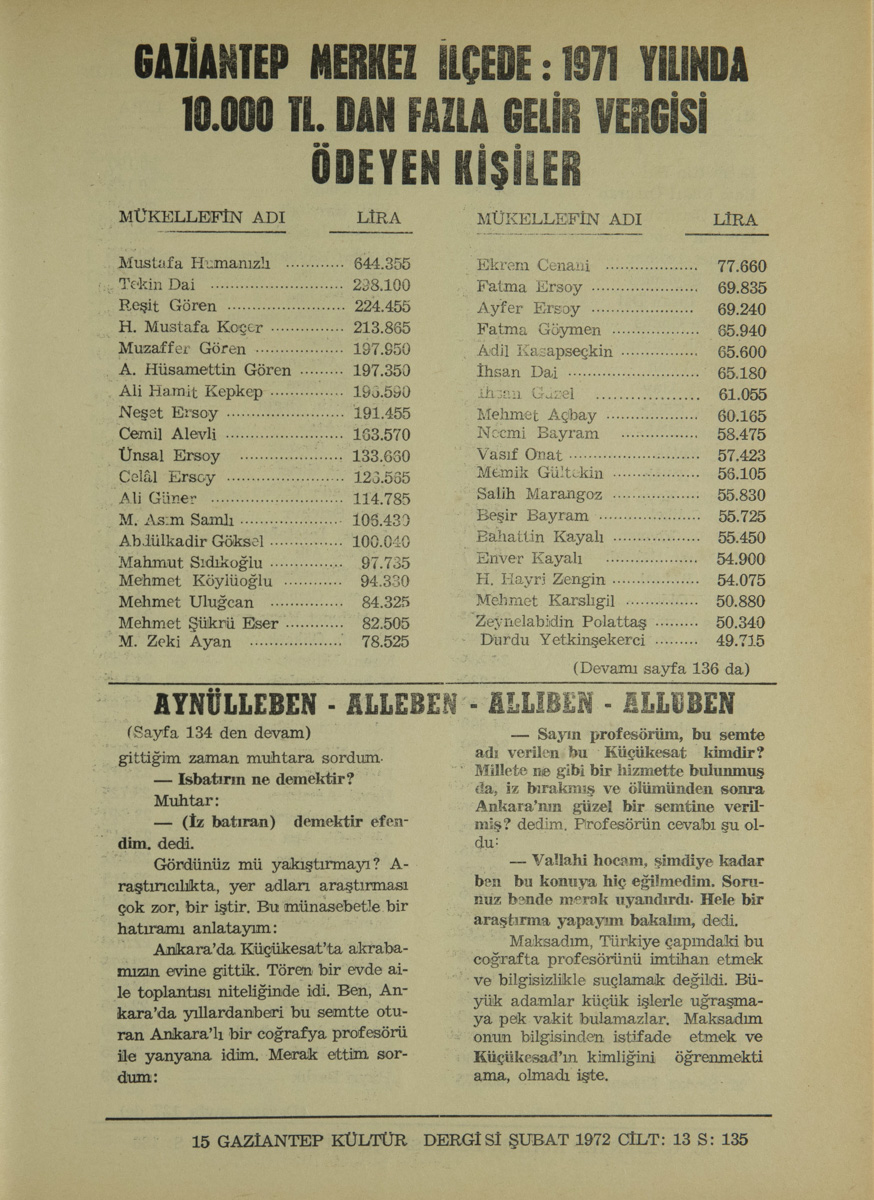 GAZİANTEP MERKEZ İLÇEDE : 1971 YILINDA
10.000 TL. DAN FAZLA GELİR VERGİSİ
ÖDEYEN KİŞİLER
MÜKELLEFİN ADI LİRA
Mustafa Humanızlı ............ 644.355
Tekin Dai ............ 298.100
Reşit Gören ............ 224.455
H. Mustafa Koçer ............ 213.865
Muzaffer Gören ............ 197.950
A. Hüsamettin Gören ......... 197.350
Ali Hamit Kepkep ............
Neşet Ersoy ............ 191.455
Cemil Alevli ............ 163.570
Ünsal Ersoy ............ 133.660
Celâl Ersoy ............
Ali Güner ............ 114.785
M. Asım Samlı ............ 106.430
Abdülkadir Göksel ............ 100.040
Mahmut Sıdıkoğlu ............ 97.735
Mehmet Köylüoğlu ............ 94.330
Mehmet Uluğcan ............ 84.325
Mehmet Şükrü Eser ............ 82.505
M. Zeki Ayan ............ 78.525
MÜKELLEFİN ADI LİRA
Ekrem Cenani ............ 77.660
Fatma Ersoy ............ 69.835
Ayfer Ersoy ............ 69.240
Fatma Göymen ............ 65.940
Adil Kasapseçkin ............ 65.600
İhsan Dai ............ 65.180
İhsan Güzel ............ 61.055
Mehmet Açbay ............ 60.165
Necmi Bayram ............ 58.475
Vasıf Onat ............ 57.423
Memik Gültekin ............ 56.105
Salih Marangoz ............ 55.830
Beşir Bayram ............ 55.725
Bahattin Kayalı ............ 55.450
Enver Kayalı ............ 54.900
H. Hayri Zengin ............ 54.075
Mehmet Karslıgil ............ 50.880
Zeynelabidin Polattaş ......... 50.340
Durdu Yetkinşekerci ......... 49.715
(Devamı sayfa 136 da)
AYNÜLLEBEN - ALLEBEN - ALLIBEN - ALLUBEN
(Sayfa 134 den devam)
gittiğim zaman muhtara sordum.
— Isbatırın ne demektir?
Muhtar:
— (İz batıran) demektir efen-
dim. dedi.
Gördünüz mü yakıştırmayı? A-
raştırıcılıkta, yer adları araştırması
çok zor, bir iştir. Bu münasebetle bir
hatıramı anlatayım:
Ankara'da Küçükesat'ta akraba-
mızın evine gittik. Tören bir evde ai-
le toplantısı niteliğinde idi. Ben, An-
kara'da yıllardanberi bu semtte otu-
ran Ankara'lı bir coğrafya profesörü
ile yanyana idim. Merak ettim sor-
dum:
— Sayın profesörüm, bu semte
adı verilen bu Küçükesat kimdir?
Millete ne gibi bir hizmette bulunmuş
da, iz bırakmış ve ölümünden sonra
Ankara'nın güzel bir semtine veril-
miş? dedim. Profesörün cevabı şu ol-
du:
— Vallahi hocam, şimdiye kadar
ben bu konuya hiç eğilmedim. Soru-
nuz bende merak uyandırdı. Hele bir
araştırma yapayım bakalım, dedi.
Maksadım, Türkiye çapındaki bu
coğrafta profesörünü imtihan etmek
ve bilgisizlikle suçlamak değildi. Bü-
yük adamlar küçük işlerle uğraşma-
ya pek vakit bulamazlar. Maksadım
onun bilgisinden istifade etmek ve
Küçükesad'ın kimliğini öğrenmekti
ama, olmadı işte.
15 GAZİANTEP KÜLTÜR DERGİSİ ŞUBAT 1972 CİLT: 13 S: 135